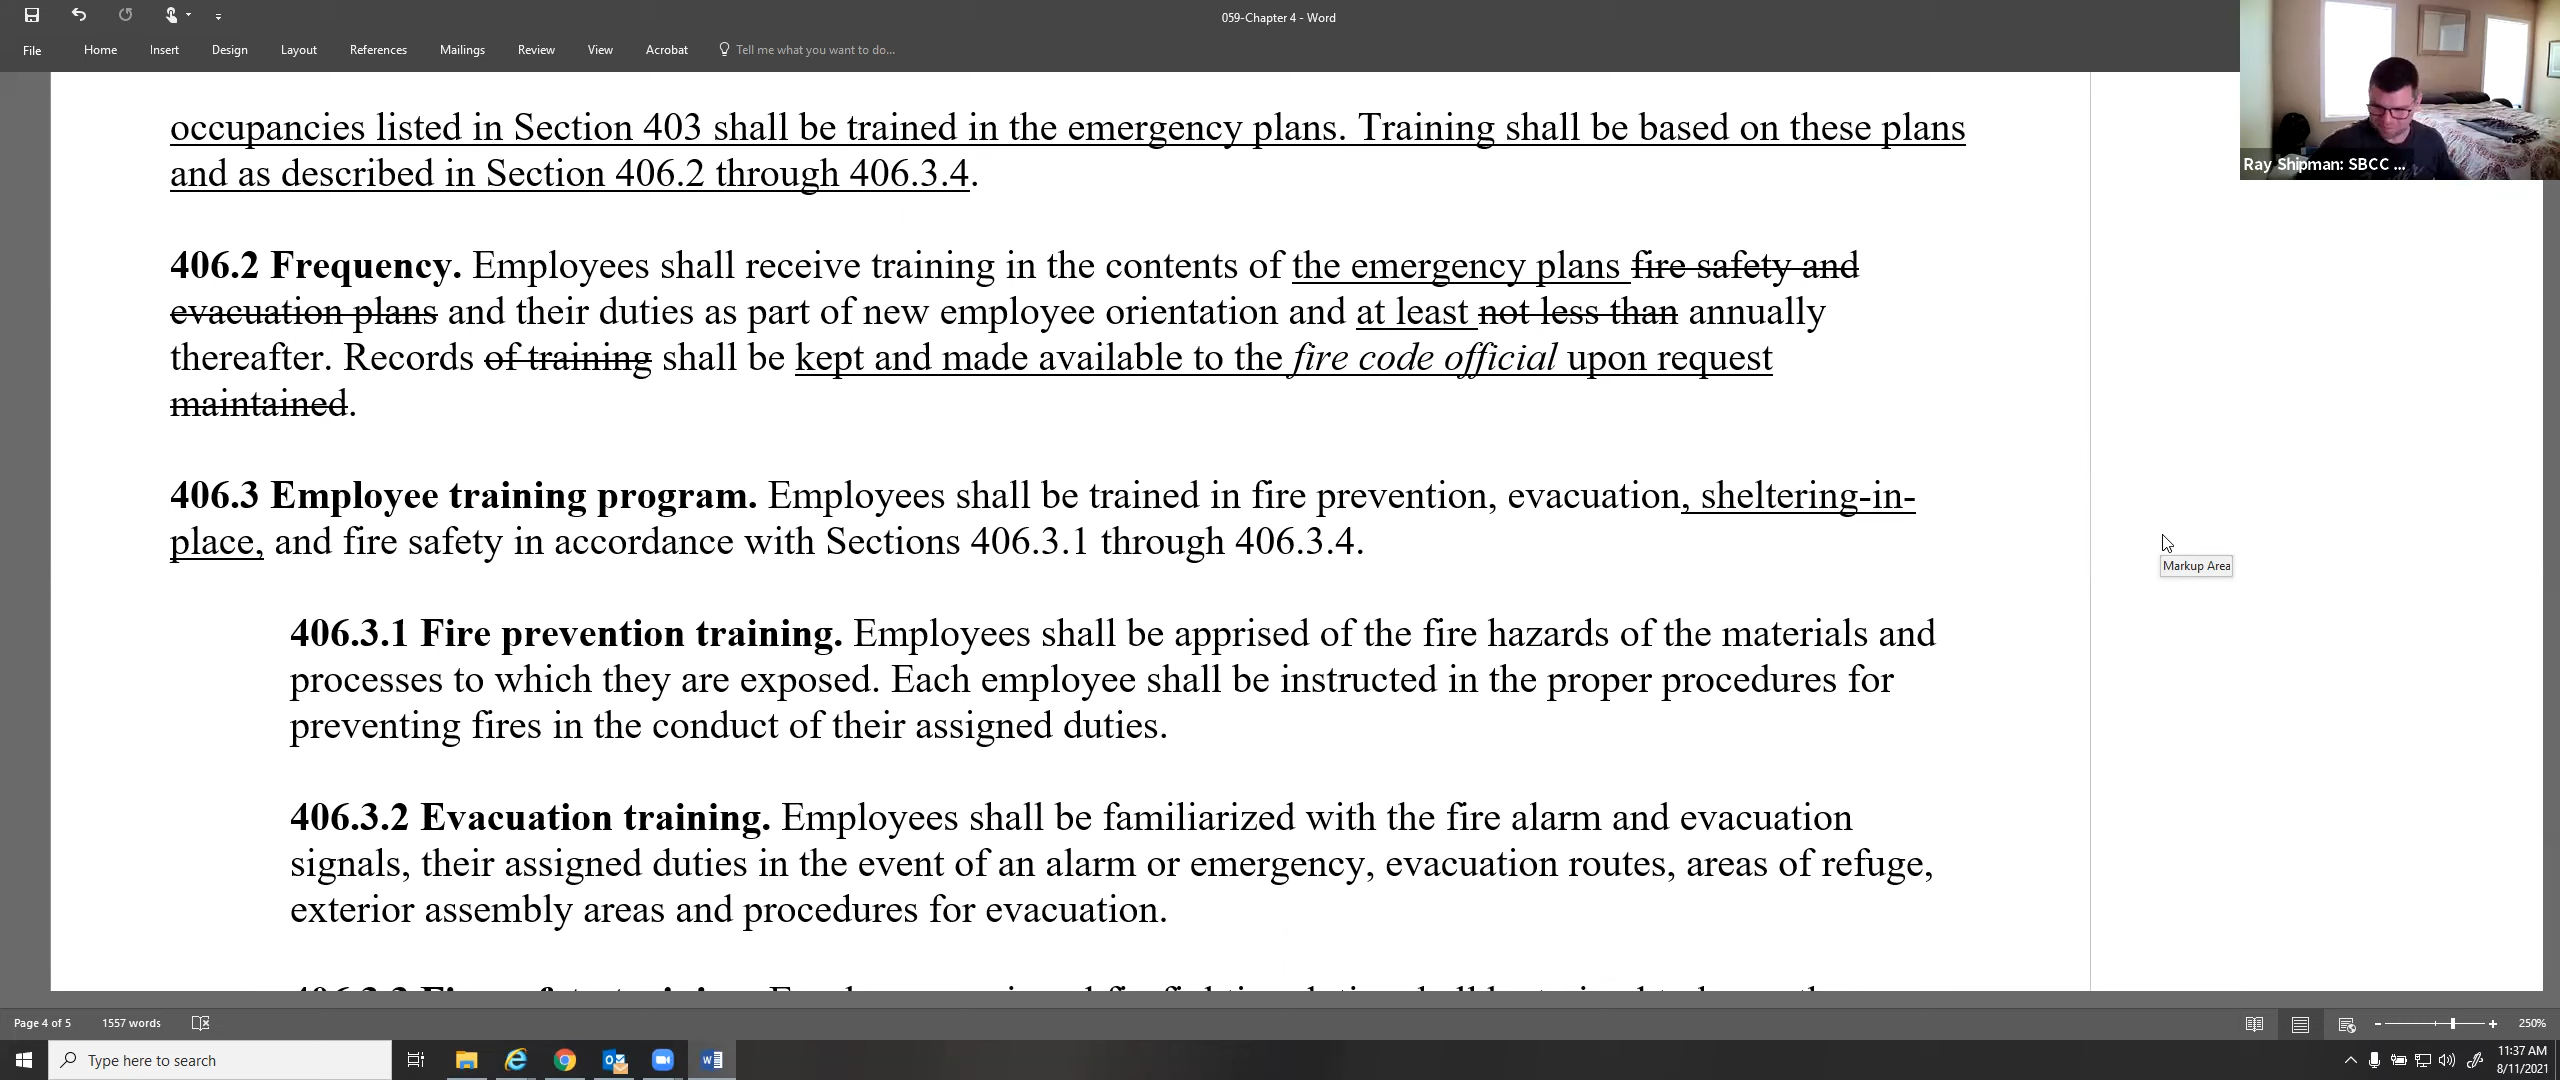 059-Chapter 4 - Word
File Home Insert Design Layout References Mailings Review View Acrobat Tell me what you want to do...
Ray Shipman: SBCC ...
occupancies listed in Section 403 shall be trained in the emergency plans. Training shall be based on these plans
and as described in Section 406.2 through 406.3.4.
406.2 Frequency. Employees shall receive training in the contents of the emergency plans fire safety and
evacuation plans and their duties as part of new employee orientation and at least not less than annually
thereafter. Records of training shall be kept and made available to the fire code official upon request
maintained.
406.3 Employee training program. Employees shall be trained in fire prevention, evacuation, sheltering-in-
place, and fire safety in accordance with Sections 406.3.1 through 406.3.4.
Markup Area
406.3.1 Fire prevention training. Employees shall be apprised of the fire hazards of the materials and
processes to which they are exposed. Each employee shall be instructed in the proper procedures for
preventing fires in the conduct of their assigned duties.
406.3.2 Evacuation training. Employees shall be familiarized with the fire alarm and evacuation
signals, their assigned duties in the event of an alarm or emergency, evacuation routes, areas of refuge,
exterior assembly areas and procedures for evacuation.
Page 4 of 5 1557 words 250%
Type here to search
11:37 AM
8/11/2021